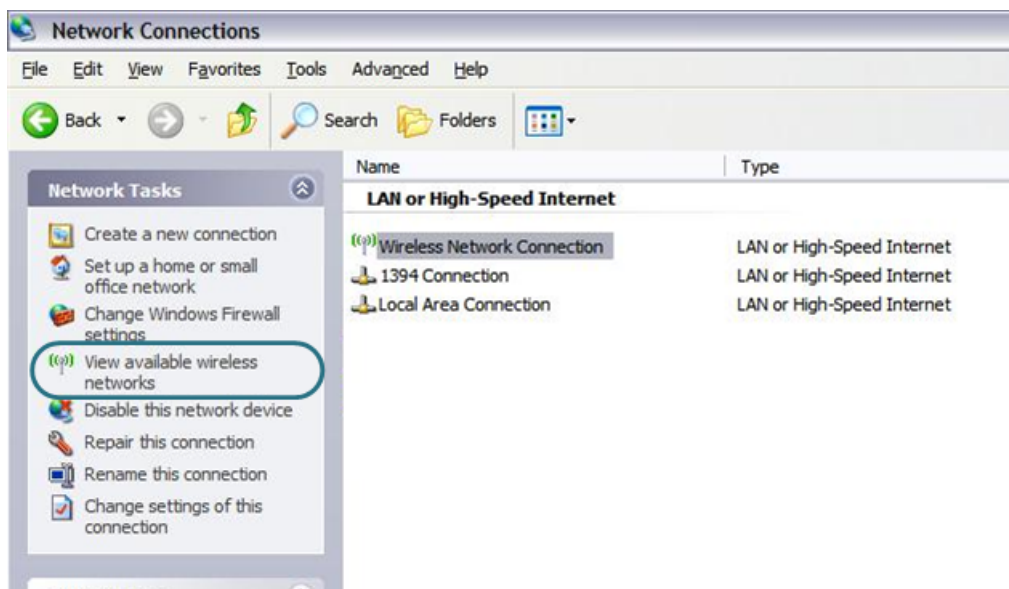 Network Connections
File Edit View Favorites Tools Advanced Help
Back Search Folders
Name Type
Network Tasks
LAN or High-Speed Internet
Create a new connection
Set up a home or small
office network
Change Windows Firewall
settings
View available wireless
networks
Disable this network device
Repair this connection
Rename this connection
Change settings of this
connection
Wireless Network Connection LAN or High-Speed Internet
1394 Connection LAN or High-Speed Internet
Local Area Connection LAN or High-Speed Internet